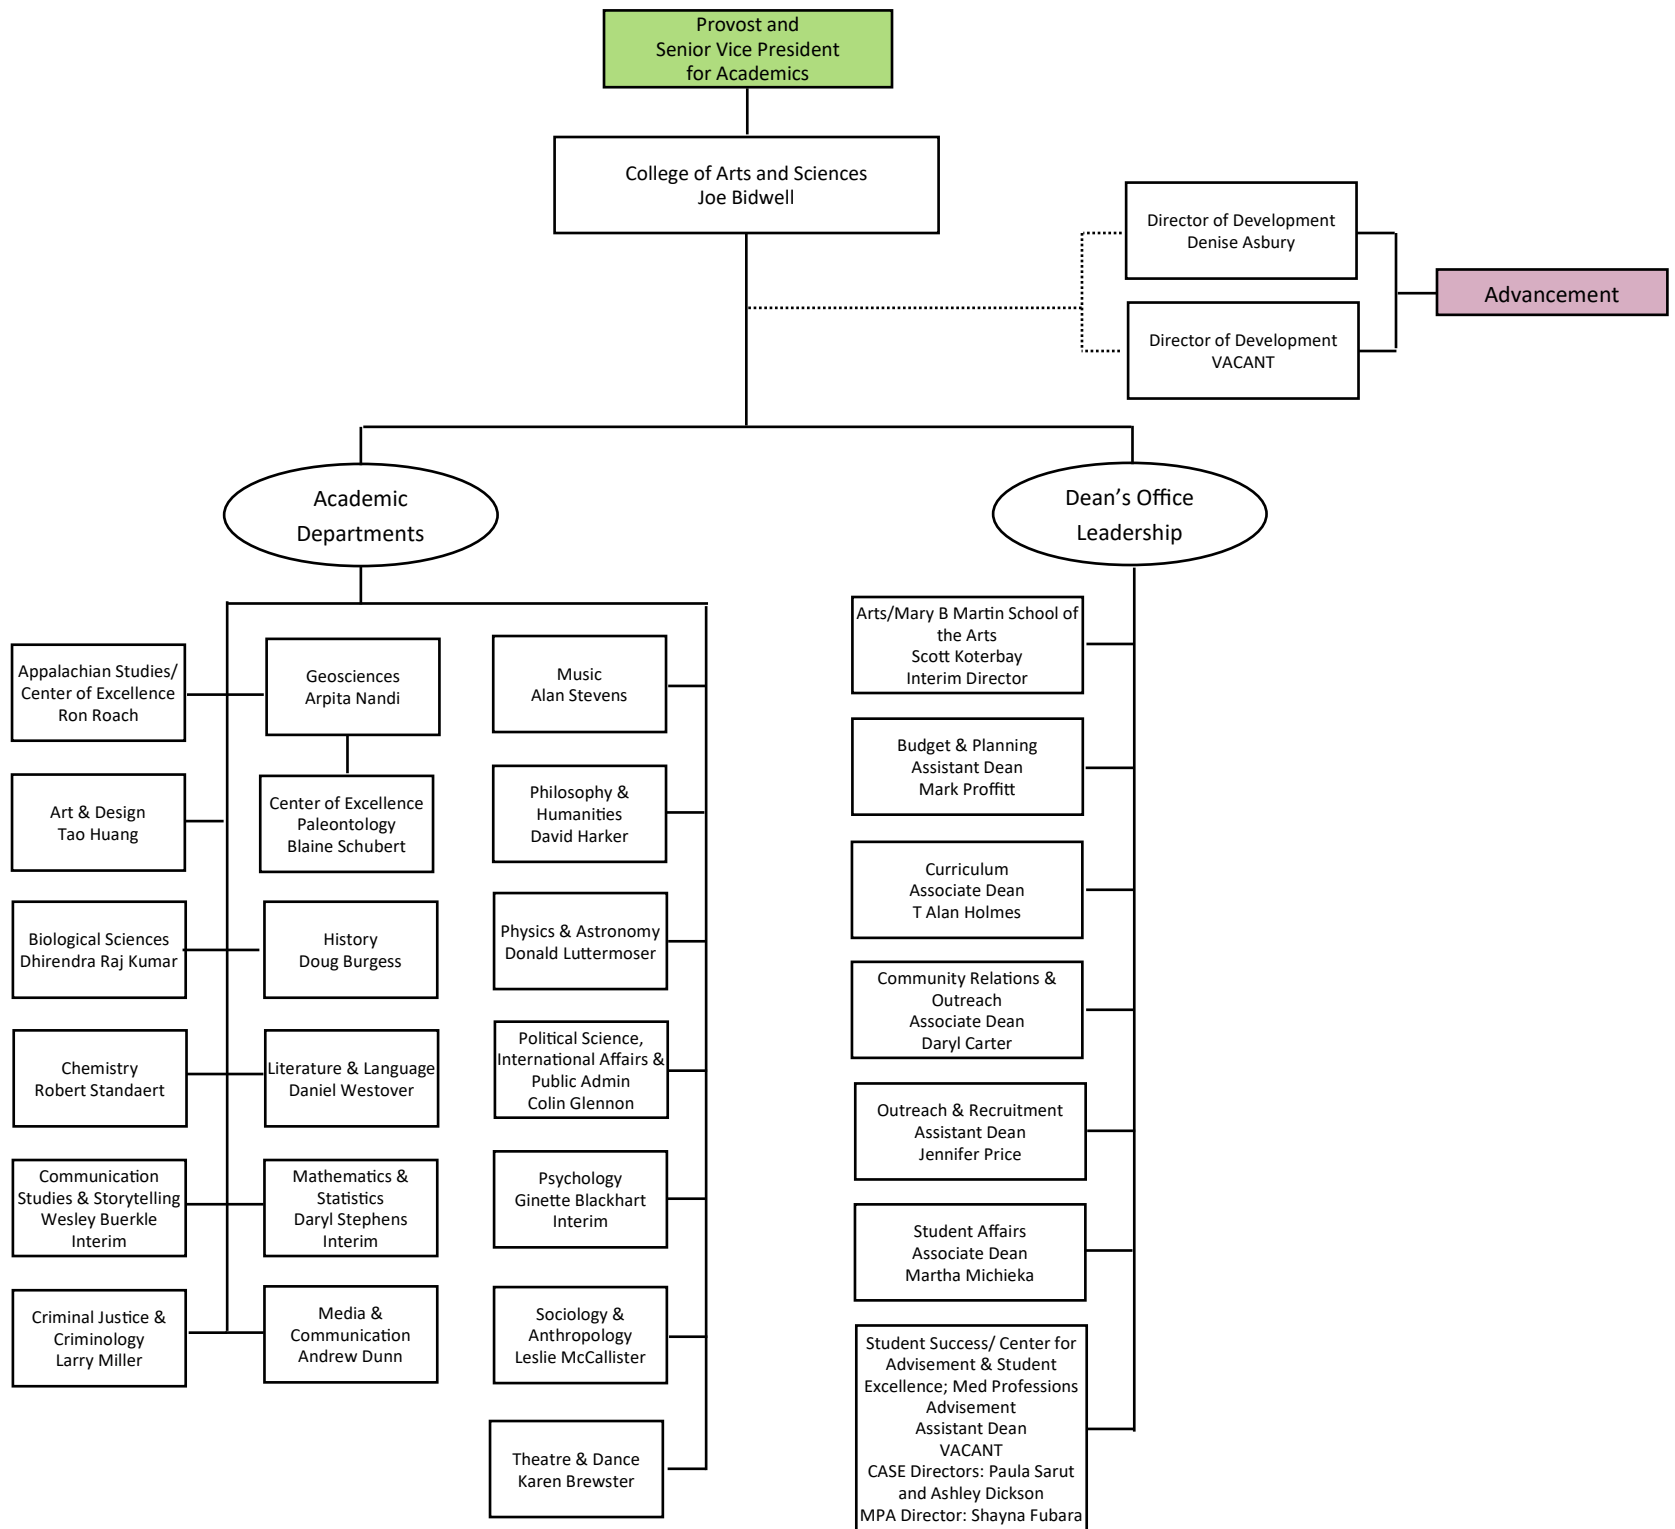 Provost and
Senior Vice President
for Academics
College of Arts and Sciences
Joe Bidwell
Director of Development
Denise Asbury
Advancement
Director of Development
VACANT
Academic
Departments
Dean’s Office
Leadership
Appalachian Studies/
Center of Excellence
Ron Roach
Art & Design
Tao Huang
Biological Sciences
Dhirendra Raj Kumar
Chemistry
Robert Standaert
Communication
Studies & Storytelling
Wesley Buerkle
Interim
Criminal Justice &
Criminology
Larry Miller
Geosciences
Arpita Nandi
Center of Excellence
Paleontology
Blaine Schubert
History
Doug Burgess
Literature & Language
Daniel Westover
Mathematics &
Statistics
Daryl Stephens
Interim
Media &
Communication
Andrew Dunn
Music
Alan Stevens
Philosophy &
Humanities
David Harker
Physics & Astronomy
Donald Luttermoser
Political Science,
International Affairs &
Public Admin
Colin Glennon
Psychology
Ginette Blackhart
Interim
Sociology &
Anthropology
Leslie McCallister
Theatre & Dance
Karen Brewster
Arts/Mary B Martin School of
the Arts
Scott Koterbay
Interim Director
Budget & Planning
Assistant Dean
Mark Proffitt
Curriculum
Associate Dean
T Alan Holmes
Community Relations &
Outreach
Associate Dean
Daryl Carter
Outreach & Recruitment
Assistant Dean
Jennifer Price
Student Affairs
Associate Dean
Martha Michieka
Student Success/ Center for
Advisement & Student
Excellence; Med Professions
Advisement
Assistant Dean
VACANT
CASE Directors: Paula Sarut
and Ashley Dickson
MPA Director: Shayna Fubara